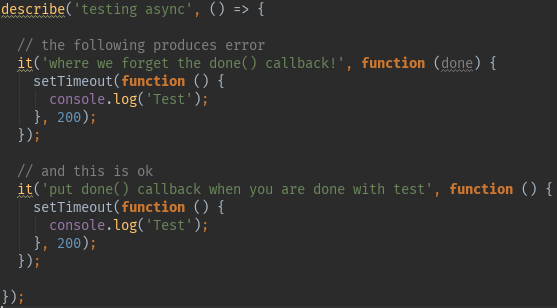 describe('testing async', () => {
// the following produces error
it('where we forget the done() callback!', function (done) {
setTimeout(function () {
console.log('Test');
}, 200);
});
// and this is ok
it('put done() callback when you are done with test', function () {
setTimeout(function () {
console.log('Test');
}, 200);
});
});